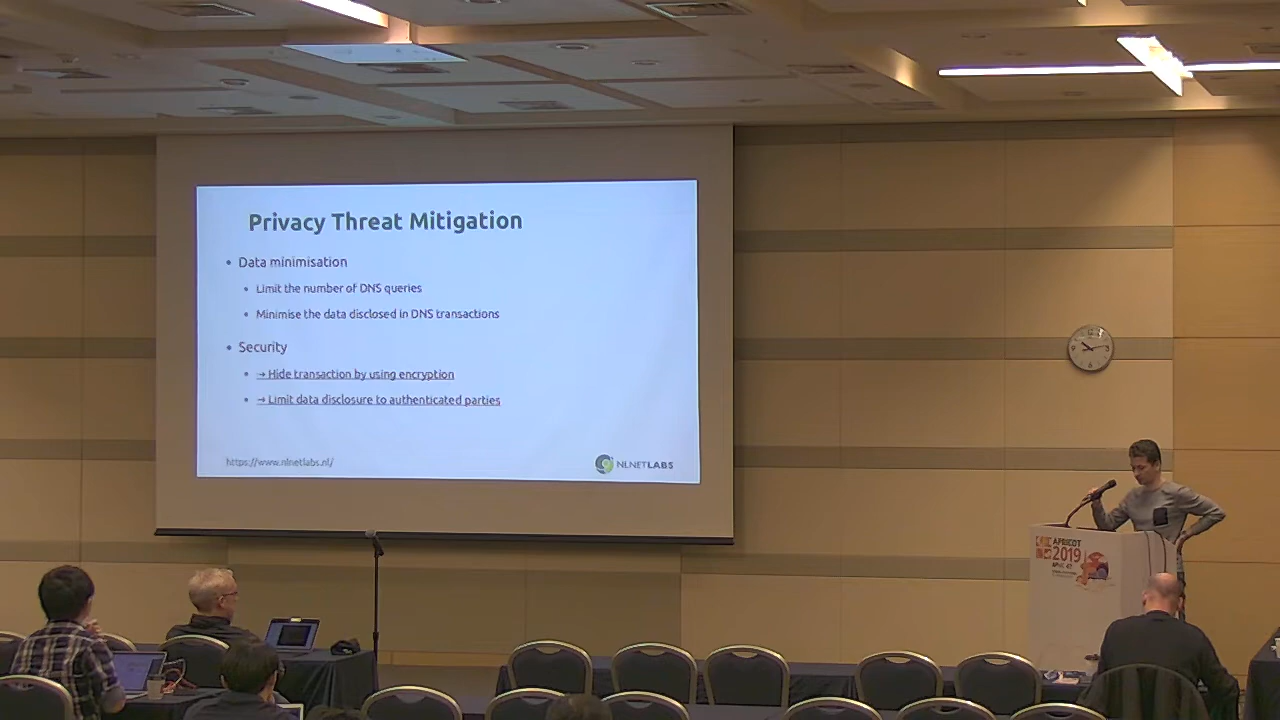 Privacy Threat Mitigation
• Data minimisation
• Limit the number of DNS queries
• Minimise the data disclosed in DNS transactions
• Security
• → Hide transaction by using encryption
• → Limit data disclosure to authenticated parties
https://www.nlnetlabs.nl/
NLNETLABS
APRICOT
2019